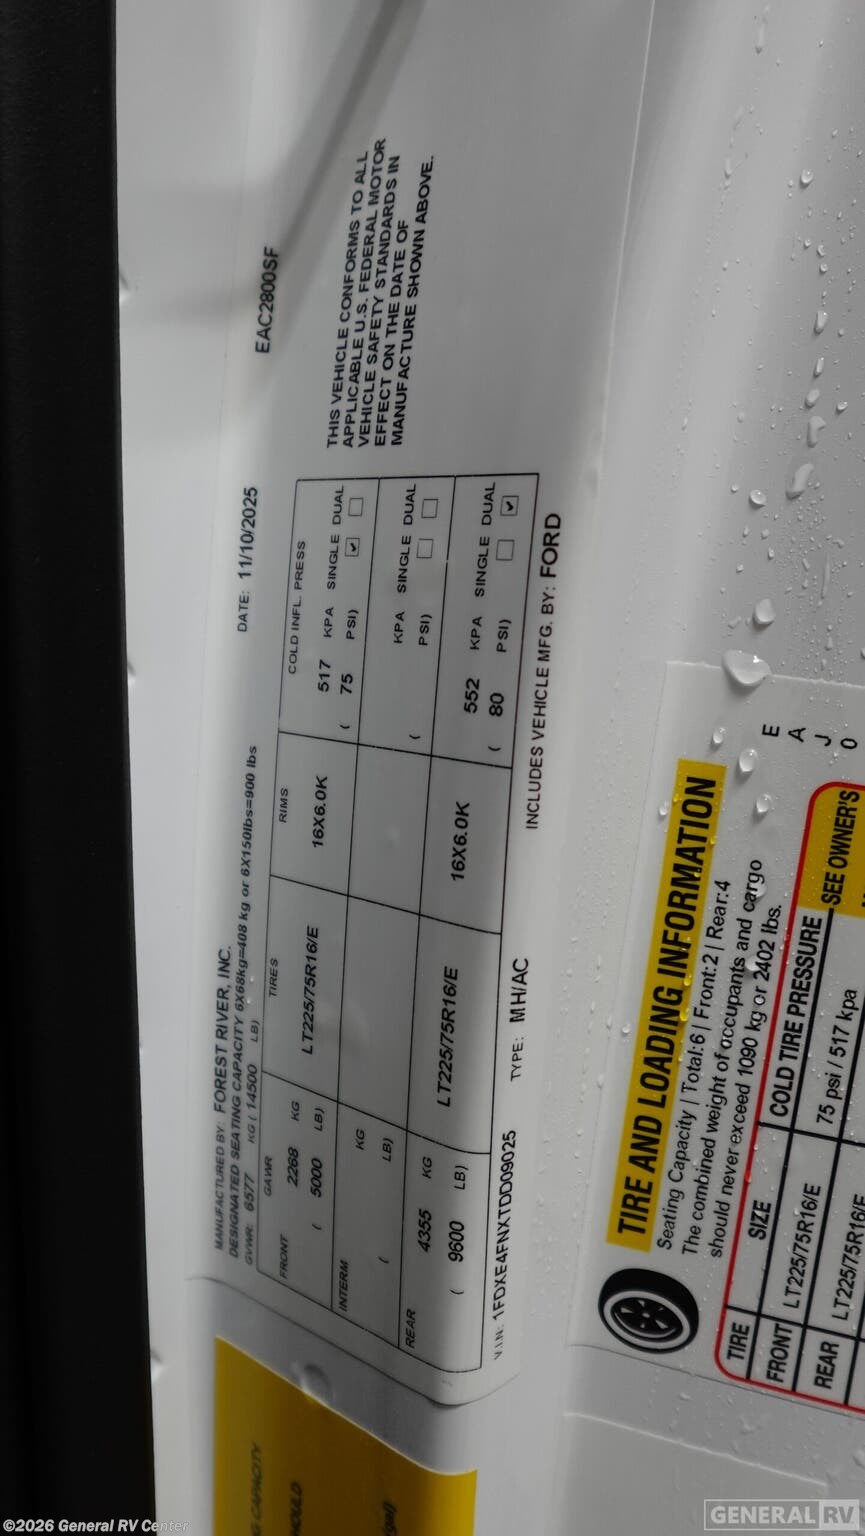 MANUFACTURED BY: FOREST RIVER, INC. DATE: 11/10/2025 EAC2800SF
DESIGNATED SEATING CAPACITY 6X68kg=408 kg or 6X150lbs=900 lbs
GVWR: 6577 KG ( 14500 LB)
GAWR TIRES RIMS COLD INFL. PRESS
FRONT 2268 KG LT225/75R16/E 16X6.0K 517 KPA SINGLE DUAL
( 5000 LB) ( 75 PSI) ✓
INTERM KG KPA SINGLE DUAL
( LB) ( PSI)
REAR 4355 KG LT225/75R16/E 16X6.0K 552 KPA SINGLE DUAL
( 9600 LB) ( 80 PSI) ✓
V.I.N: 1FDXE4FNXTDD09025 TYPE: MH/AC INCLUDES VEHICLE MFG. BY: FORD
THIS VEHICLE CONFORMS TO ALL
APPLICABLE U.S. FEDERAL MOTOR
VEHICLE SAFETY STANDARDS IN
EFFECT ON THE DATE OF
MANUFACTURE SHOWN ABOVE.
TIRE AND LOADING INFORMATION
Seating Capacity | Total:6 | Front:2 | Rear:4
The combined weight of occupants and cargo
should never exceed 1090 kg or 2402 lbs.
E
A
J
0
TIRE SIZE COLD TIRE PRESSURE SEE OWNER'S
FRONT LT225/75R16/E 75 psi / 517 kpa
REAR LT225/75R16/E
CAPACITY
©2026 General RV Center
GENERAL RV